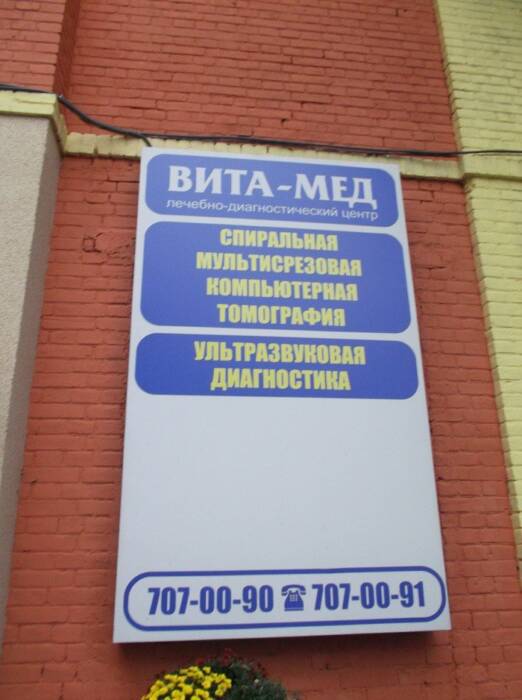 ВИТА-МЕД
лечебно-диагностический центр
СПИРАЛЬНАЯ
МУЛЬТИСРЕЗОВАЯ
КОМПЬЮТЕРНАЯ
ТОМОГРАФИЯ
УЛЬТРАЗВУКОВАЯ
ДИАГНОСТИКА
707-00-90 ☎ 707-00-91